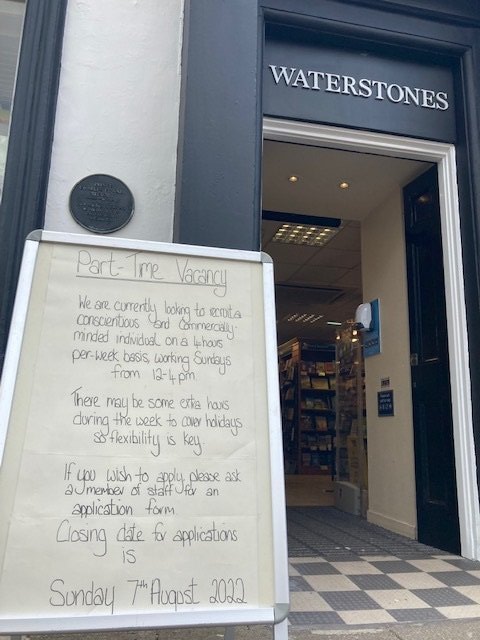 WATERSTONES
Part-Time Vacancy
We are currently looking to recruit a
conscientious and commercially-
minded individual on a 4 hours
per-week basis, working Sundays
from 12-4pm.
There may be some extra hours
during the week to cover holidays
so flexibility is key.
If you wish to apply, please ask
a member of staff for an
application form.
Closing date for applications
is
Sunday 7th August 2022